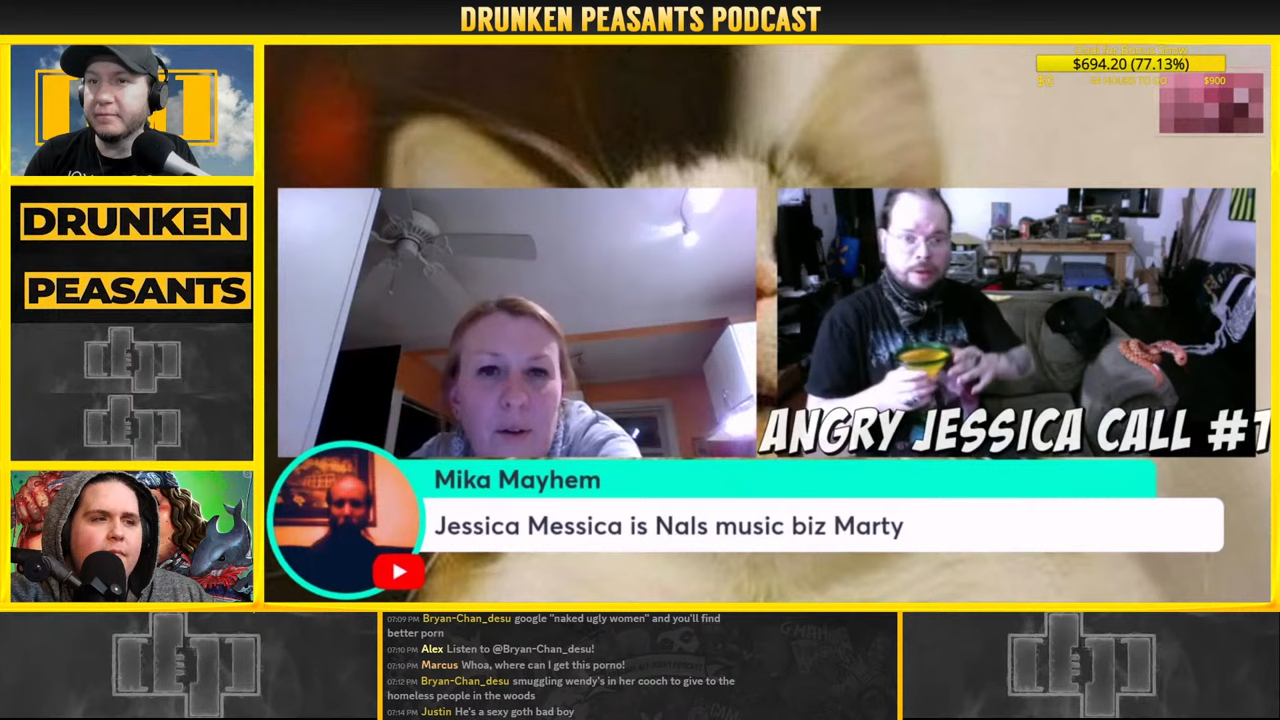 DRUNKEN PEASANTS PODCAST
Goal for Bonus Show
$694.20 (77.13%)
$900
DRUNKEN
PEASANTS
ANGRY JESSICA CALL #1
Mika Mayhem
Jessica Messica is Nals music biz Marty
07:09 PM Bryan-Chan_desu google "naked ugly women" and you'll find
better porn
07:10 PM Alex Listen to @Bryan-Chan_desu!
07:10 PM Marcus Whoa, where can I get this porno!
07:12 PM Bryan-Chan_desu smuggling wendy's in her cooch to give to the
homeless people in the woods
07:14 PM Justin He's a sexy goth bad boy